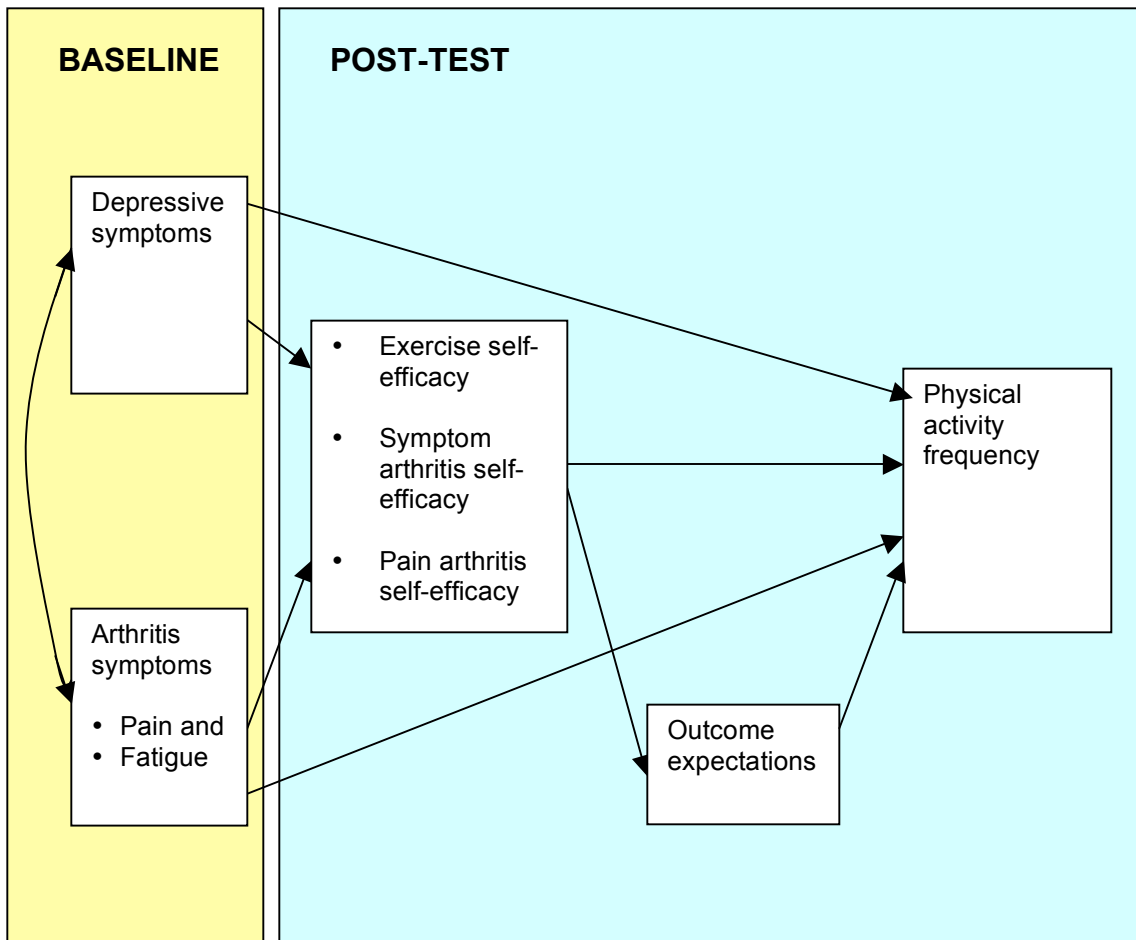 BASELINE
POST-TEST
Depressive
symptoms
• Exercise self-
efficacy
• Symptom
arthritis self-
efficacy
• Pain arthritis
self-efficacy
Physical
activity
frequency
Arthritis
symptoms
• Pain and
• Fatigue
Outcome
expectations